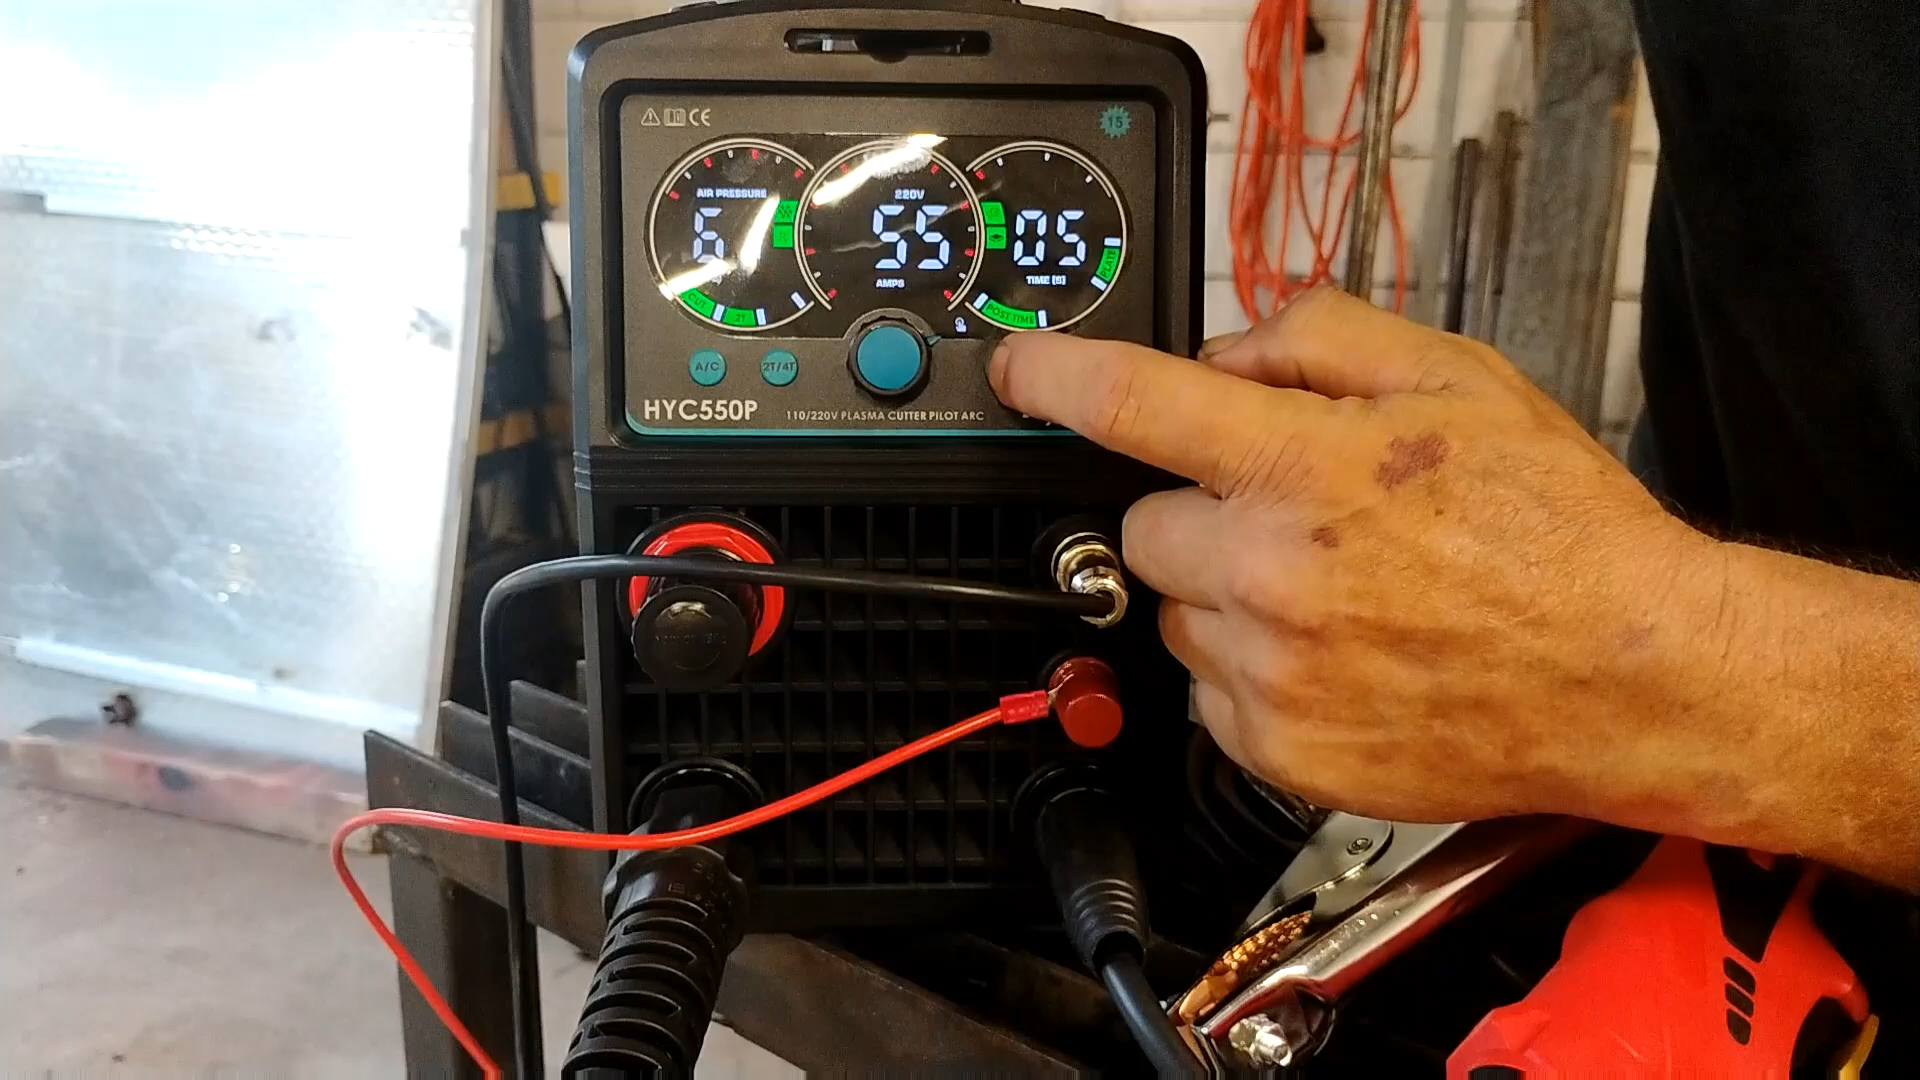 CE
15
AIR PRESSURE
6
CUT
2T
220V
55
AMPS
05
TIME [S]
PLATE
POST TIME
A/C
2T/4T
HYC550P
110/220V PLASMA CUTTER PILOT ARC